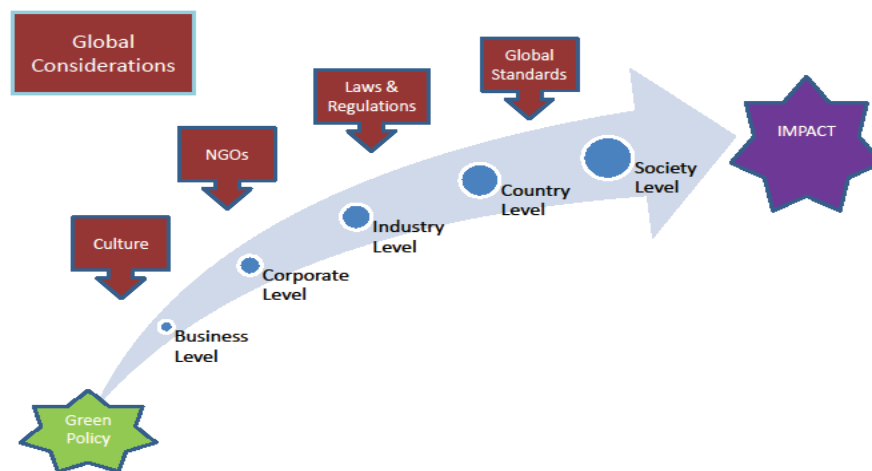 Global
Considerations
Global
Standards
Laws &
Regulations
NGOs
Culture
IMPACT
Society
Level
Country
Level
Industry
Level
Corporate
Level
Business
Level
Green
Policy